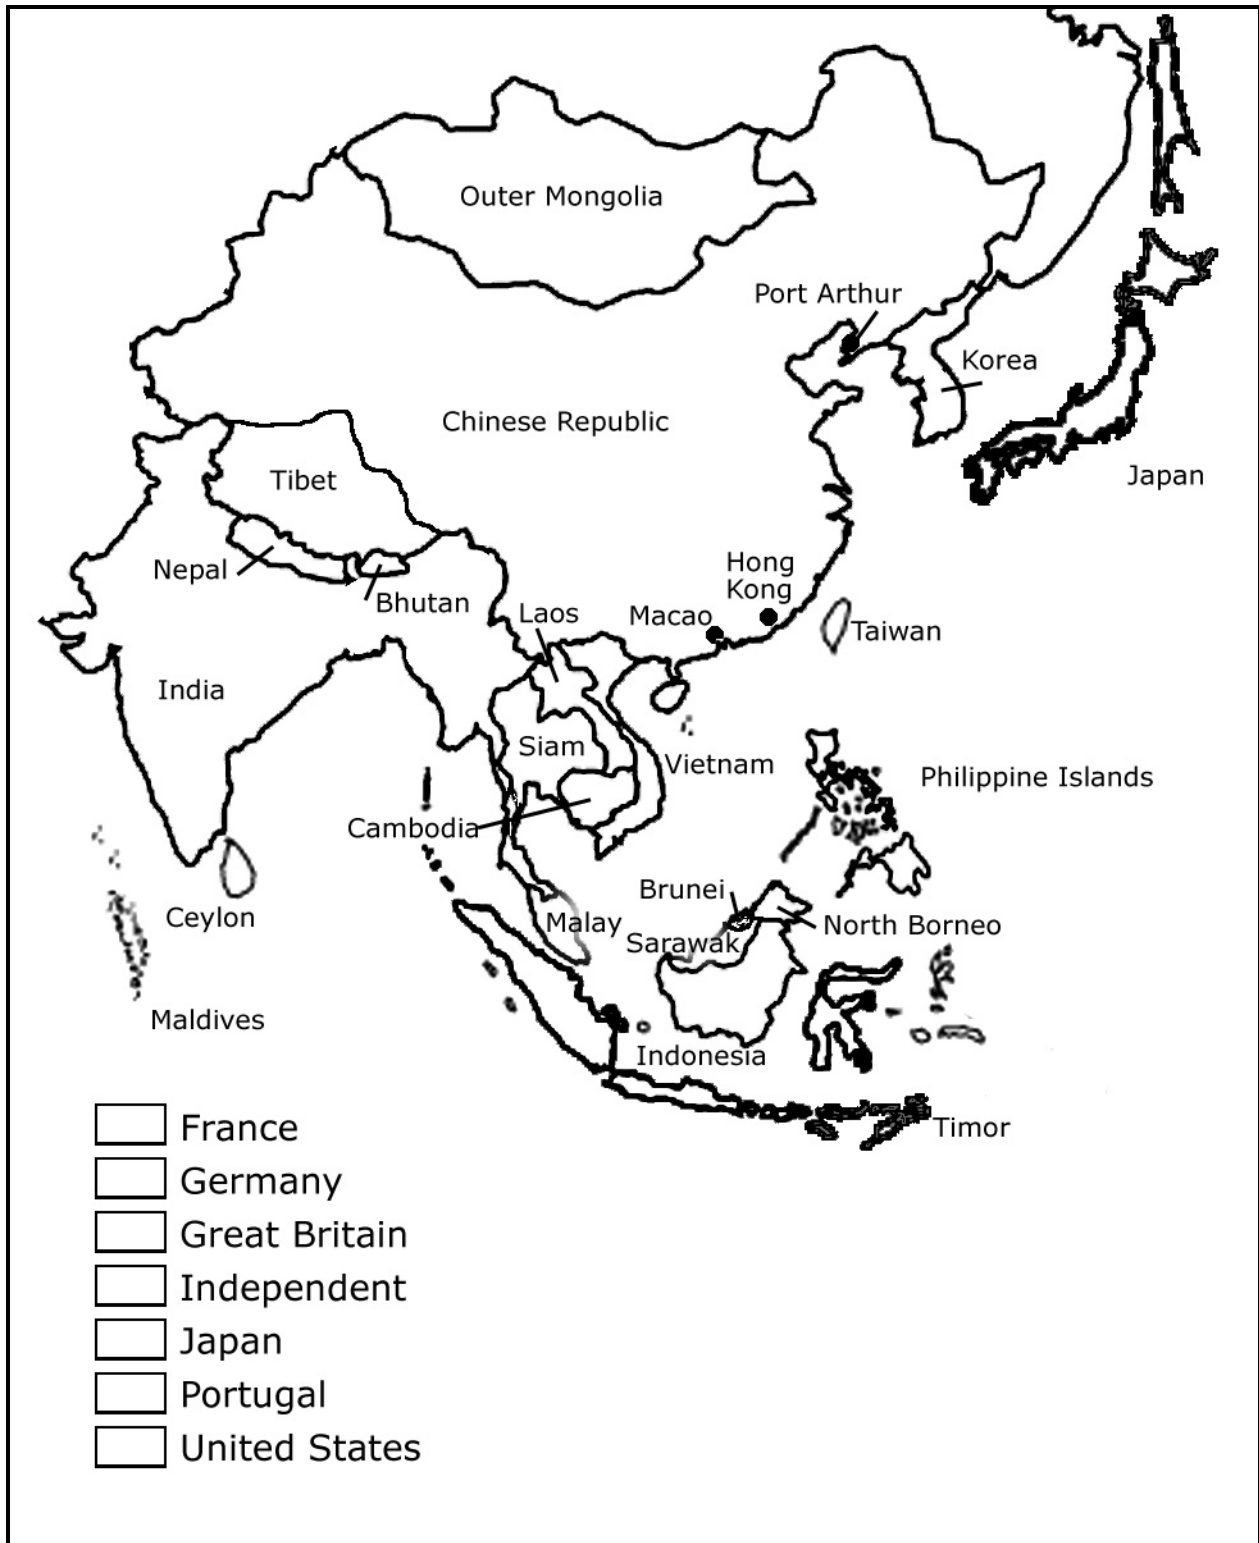 Outer Mongolia
Port Arthur
Korea
Chinese Republic
Japan
Tibet
Nepal
Bhutan
Hong
Kong
Laos
Macao
Taiwan
India
Siam
Vietnam
Philippine Islands
Cambodia
Brunei
Ceylon
Malay
North Borneo
Sarawak
Maldives
Indonesia
Timor
France
Germany
Great Britain
Independent
Japan
Portugal
United States